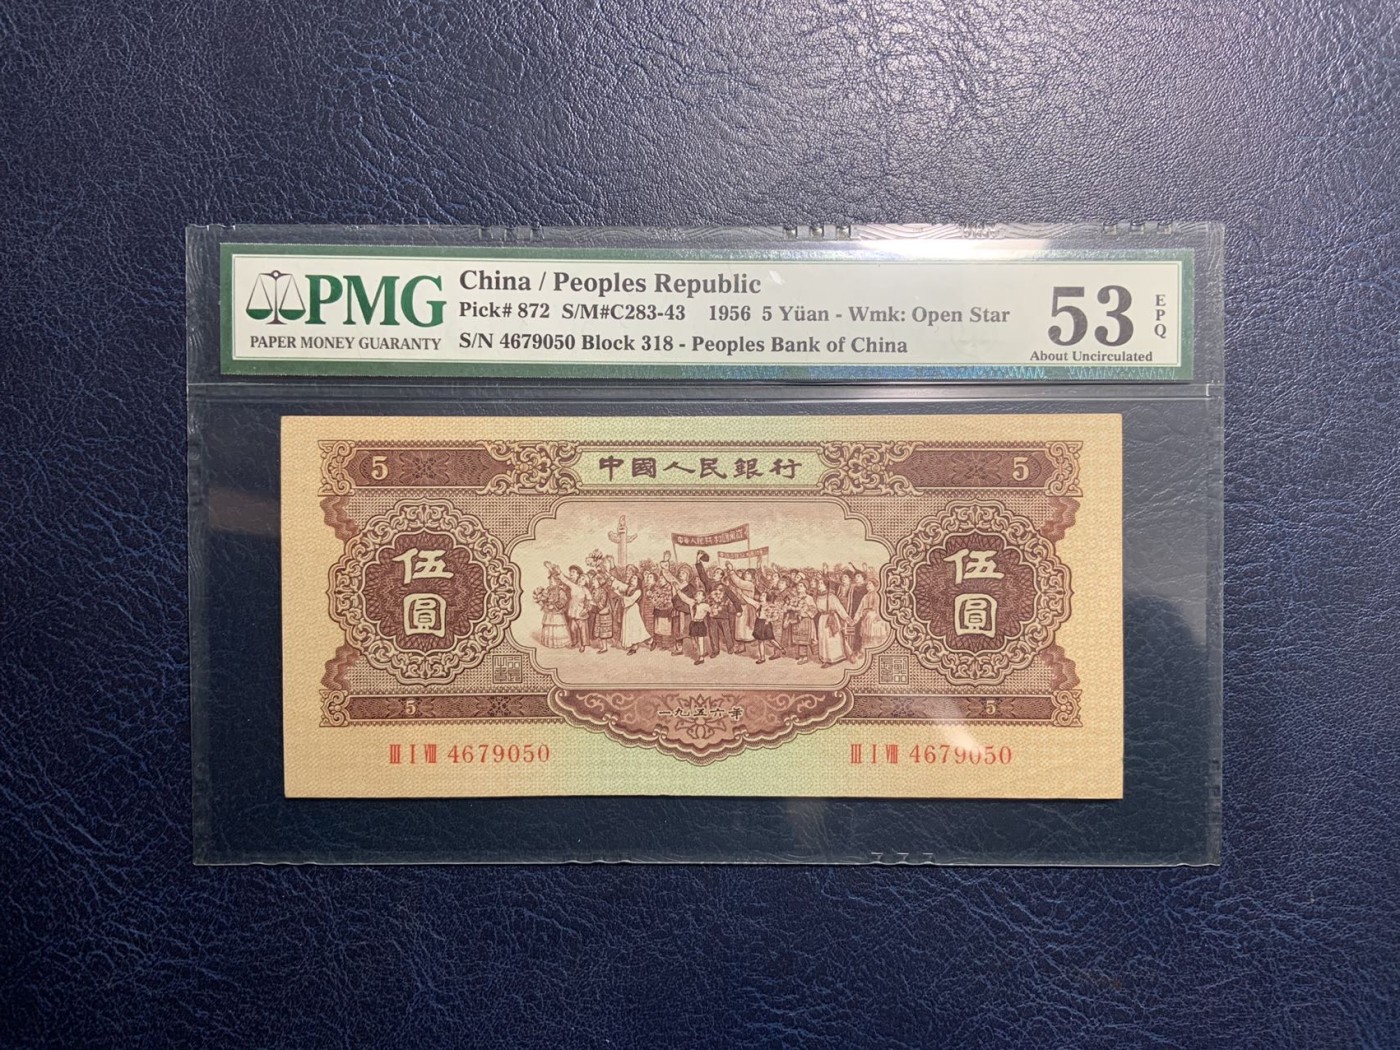 PMG
PAPER MONEY GUARANTY
China / Peoples Republic
Pick# 872 S/M#C283-43 1956 5 Yüan - Wmk: Open Star
S/N 4679050 Block 318 - Peoples Bank of China
53
About Uncirculated
EPQ
5
中國人民銀行
5
伍圓
伍圓
5
一九五六年
5
III I VIII 4679050
III I VIII 4679050